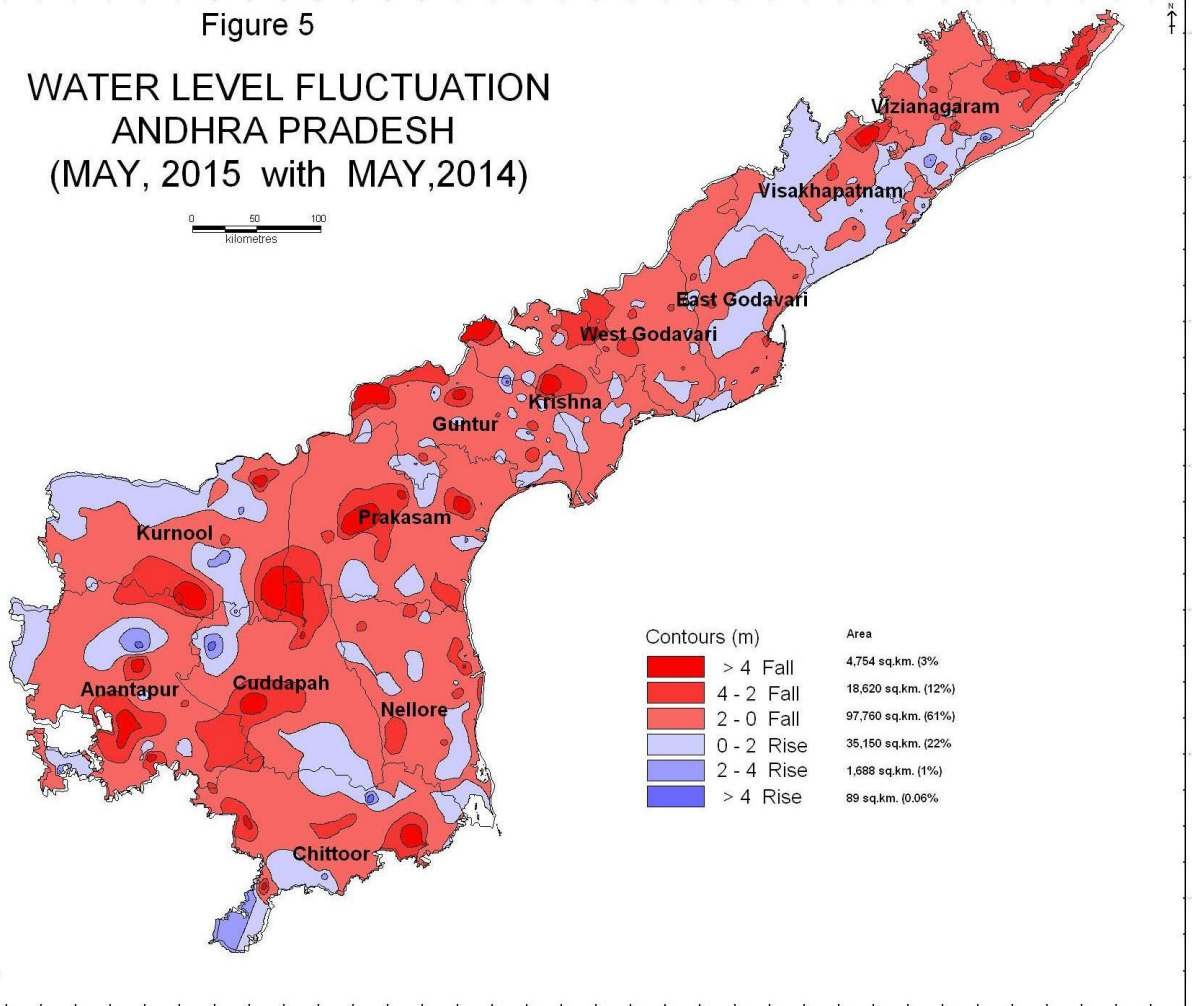 Figure 5
WATER LEVEL FLUCTUATION
ANDHRA PRADESH
(MAY, 2015 with MAY,2014)
0 50 100
kilometres
N
Vizianagaram
Visakhapatnam
East Godavari
West Godavari
Krishna
Guntur
Prakasam
Kurnool
Cuddapah
Anantapur
Nellore
Chittoor
Contours (m) Area
> 4 Fall 4,754 sq.km. (3%
4 - 2 Fall 18,620 sq.km. (12%)
2 - 0 Fall 97,760 sq.km. (61%)
0 - 2 Rise 35,150 sq.km. (22%
2 - 4 Rise 1,688 sq.km. (1%)
> 4 Rise 89 sq.km. (0.06%